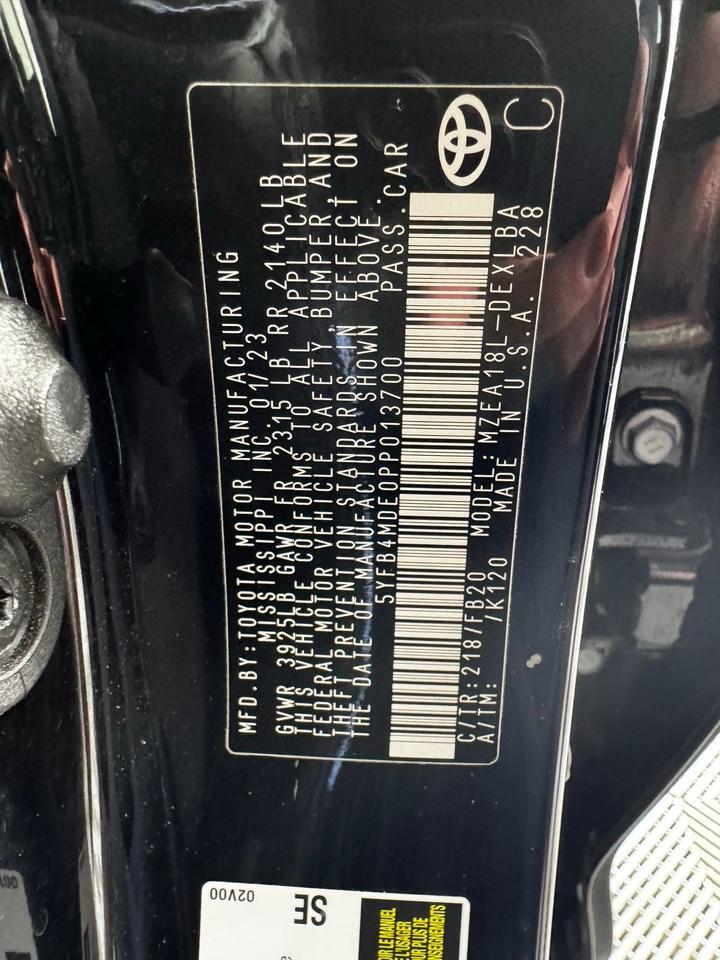 MFD.BY:TOYOTA MOTOR MANUFACTURING
MISSISSIPPI INC. 01/23
GVWR 3925LB GAWR FR 2315 LB RR 2140 LB
THIS VEHICLE CONFORMS TO ALL APPLICABLE
FEDERAL MOTOR VEHICLE SAFETY, BUMPER, AND
THEFT PREVENTION STANDARDS IN EFFECT ON
THE DATE OF MANUFACTURE SHOWN ABOVE.
5YFB4MDE0PP013700 PASS.CAR
C/TR:218/FB20 MODEL:MZEA18L-DEXLBA
A/TM: /K120 MADE IN U.S.A. 228
C
SE
02V00
DE L'USAGER